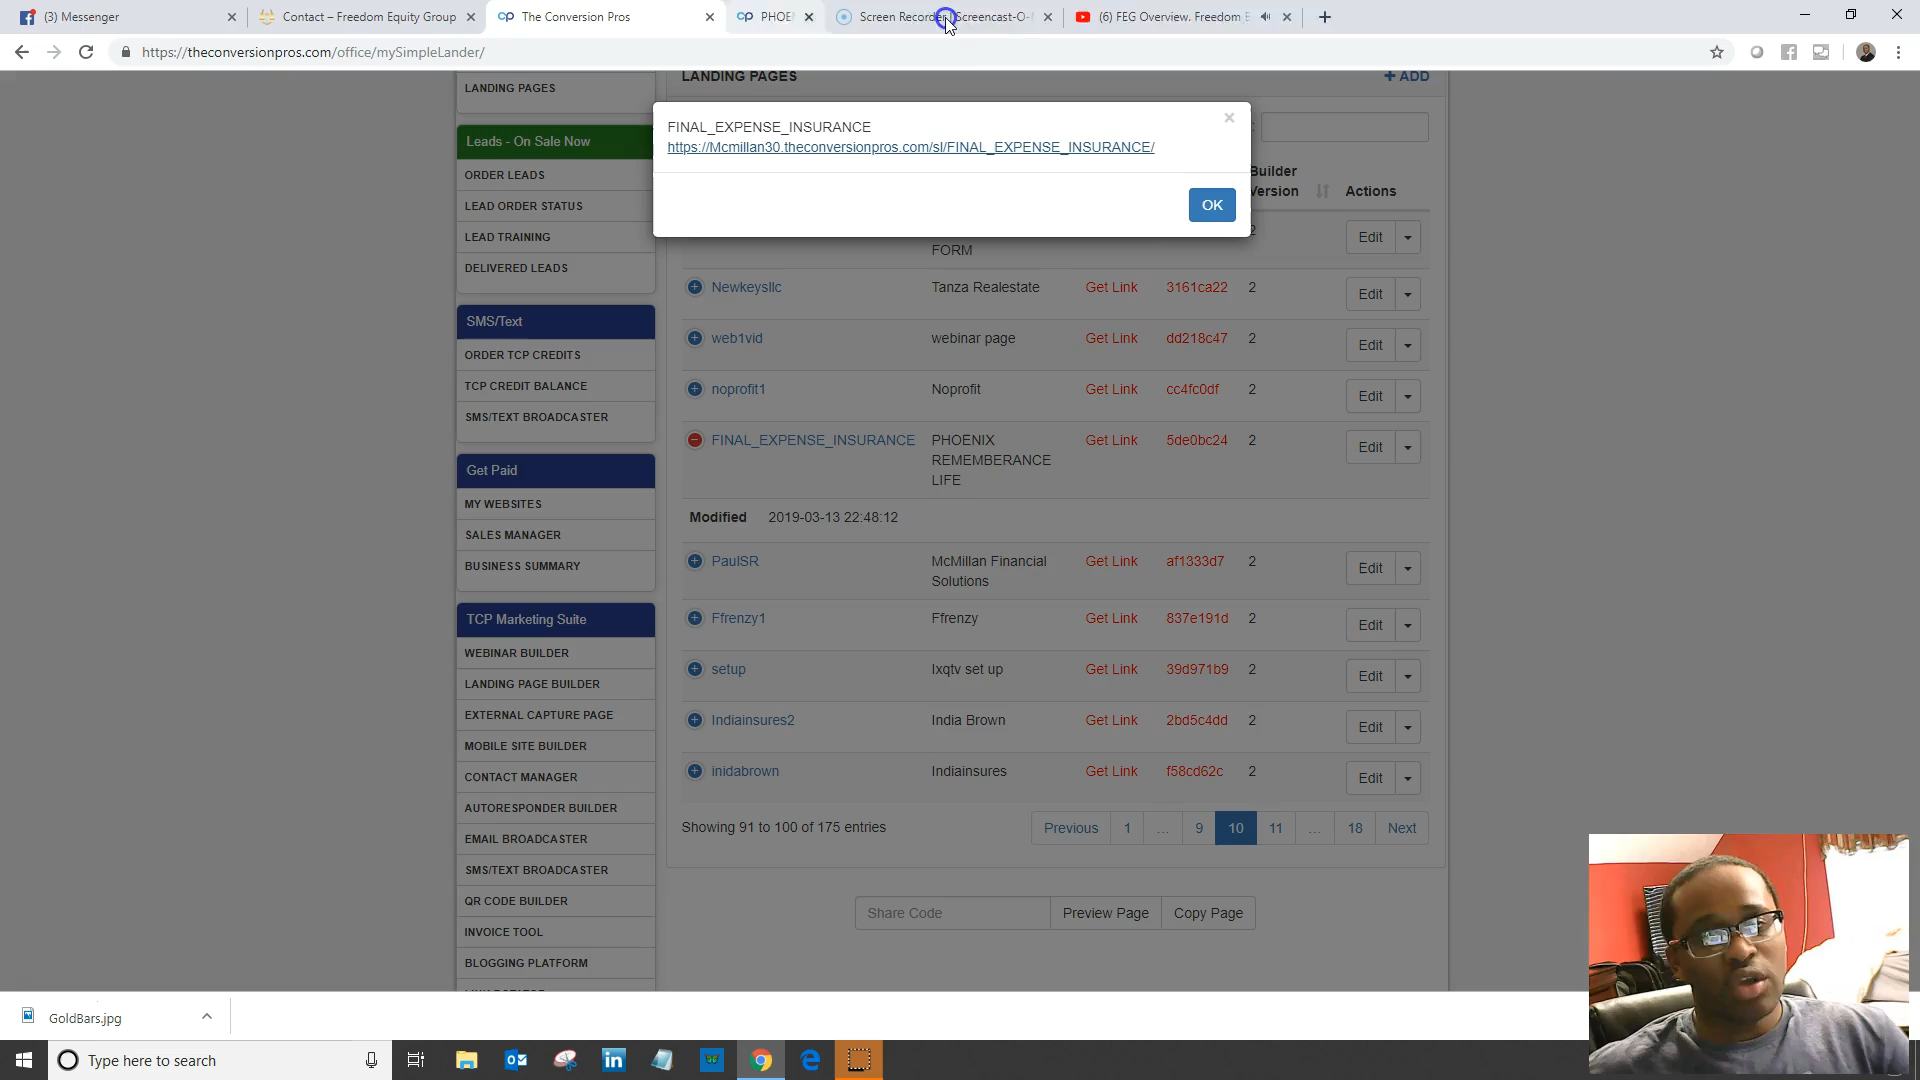 (3) Messenger
Contact – Freedom Equity Group
The Conversion Pros
PHOE
Screen Recorder | Screencast-O-
(6) FEG Overview. Freedom E
https://theconversionpros.com/office/mySimpleLander/
LANDING PAGES
Leads - On Sale Now
ORDER LEADS
LEAD ORDER STATUS
LEAD TRAINING
DELIVERED LEADS
SMS/Text
ORDER TCP CREDITS
TCP CREDIT BALANCE
SMS/TEXT BROADCASTER
Get Paid
MY WEBSITES
SALES MANAGER
BUSINESS SUMMARY
TCP Marketing Suite
WEBINAR BUILDER
LANDING PAGE BUILDER
EXTERNAL CAPTURE PAGE
MOBILE SITE BUILDER
CONTACT MANAGER
AUTORESPONDER BUILDER
EMAIL BROADCASTER
SMS/TEXT BROADCASTER
QR CODE BUILDER
INVOICE TOOL
BLOGGING PLATFORM
LANDING PAGES
+ ADD
FINAL_EXPENSE_INSURANCE
https://Mcmillan30.theconversionpros.com/sl/FINAL_EXPENSE_INSURANCE/
×
OK
Builder
Version
Actions
FORM 2 Edit
Newkeysllc Tanza Realestate Get Link 3161ca22 2 Edit
web1vid webinar page Get Link dd218c47 2 Edit
noprofit1 Noprofit Get Link cc4fc0df 2 Edit
FINAL_EXPENSE_INSURANCE PHOENIX Get Link 5de0bc24 2 Edit
REMEMBERANCE
LIFE
Modified 2019-03-13 22:48:12
PaulSR McMillan Financial Get Link af1333d7 2 Edit
Solutions
Ffrenzy1 Ffrenzy Get Link 837e191d 2 Edit
setup Ixqtv set up Get Link 39d971b9 2 Edit
Indiainsures2 India Brown Get Link 2bd5c4dd 2 Edit
inidabrown Indiainsures Get Link f58cd62c 2 Edit
Showing 91 to 100 of 175 entries
Previous 1 ... 9 10 11 ... 18 Next
Share Code Preview Page Copy Page
GoldBars.jpg
Type here to search